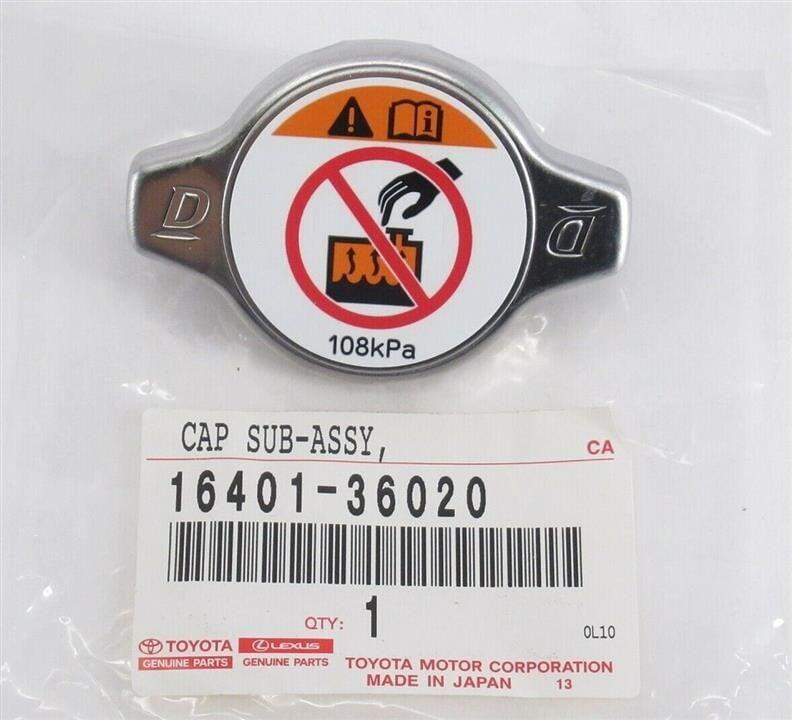 D
D
108kPa
CAP SUB-ASSY,
CA
16401-36020
QTY: 1
0L10
TOYOTA
GENUINE PARTS
LEXUS
GENUINE PARTS
TOYOTA MOTOR CORPORATION
MADE IN JAPAN 13